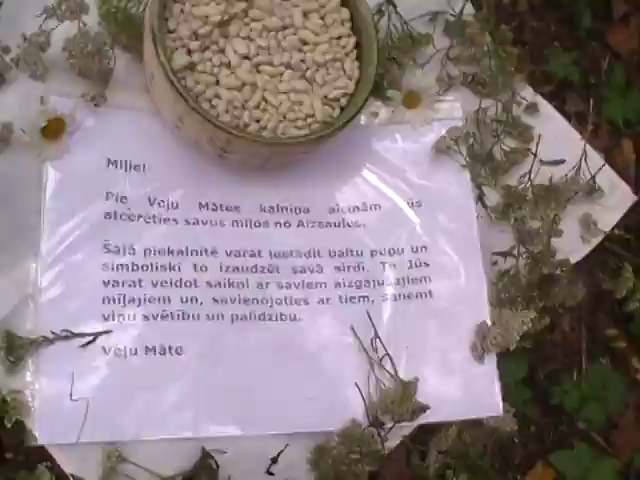 Mīļie!
Pie Veļu Mātes kalniņa aicinām Jūs
atcerēties savus mīļos no Aizsaules.
Šajā piekalnītē varat iestādīt baltu pupu un
simboliski to izaudzēt savā sirdī. Tā Jūs
varat veidot saikni ar saviem aizgājušajiem
mīļajiem un, savienojoties ar tiem, saņemt
viņu svētību un palīdzību.
Veļu Māte